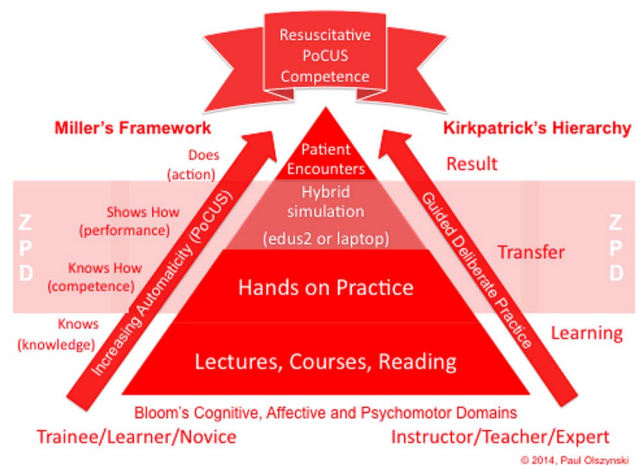 Resuscitative
PoCUS
Competence
Miller's Framework
Kirkpatrick's Hierarchy
Does
(action)
Shows How
(performance)
Knows How
(competence)
Knows
(knowledge)
Increasing Automaticity (PoCUS)
Patient
Encounters
Hybrid
simulation
(edus2 or laptop)
Hands on Practice
Lectures, Courses, Reading
Guided Deliberate Practice
Result
Transfer
Learning
ZPD
ZPD
Bloom's Cognitive, Affective and Psychomotor Domains
Trainee/Learner/Novice
Instructor/Teacher/Expert
© 2014, Paul Olszynski